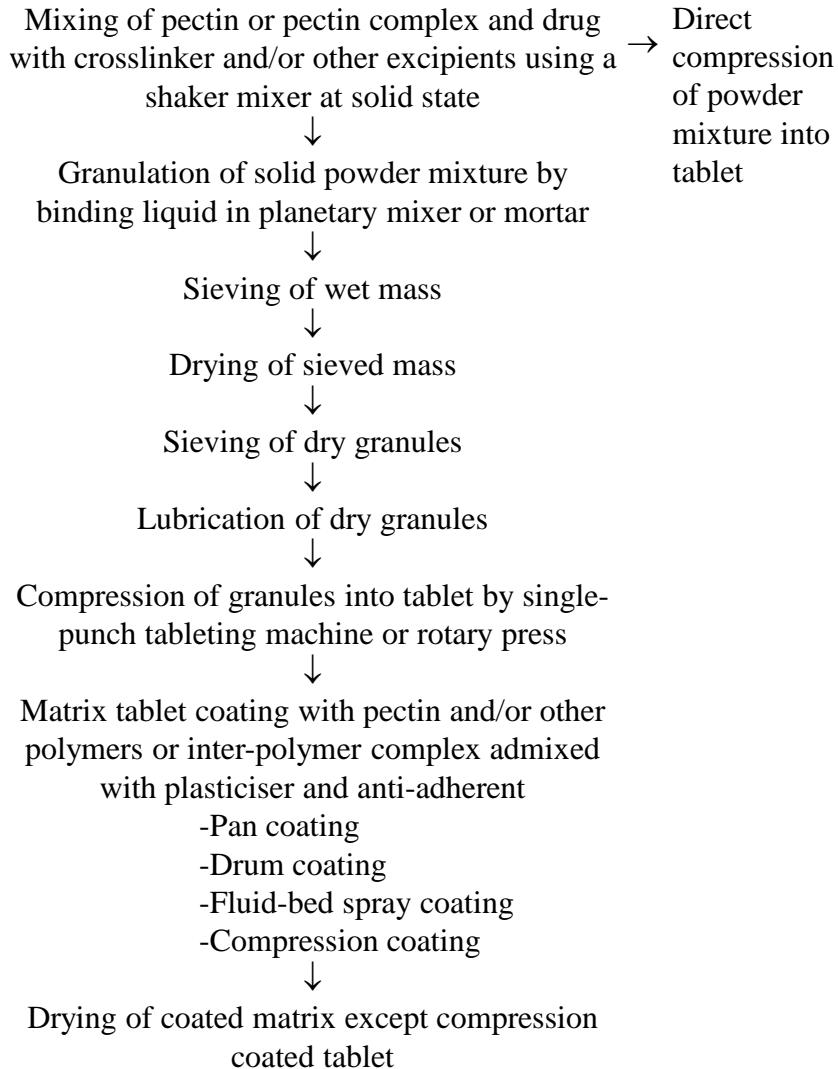 Mixing of pectin or pectin complex and drug
with crosslinker and/or other excipients using a
shaker mixer at solid state
→
Direct
compression
of powder
mixture into
tablet
↓
Granulation of solid powder mixture by
binding liquid in planetary mixer or mortar
↓
Sieving of wet mass
↓
Drying of sieved mass
↓
Sieving of dry granules
↓
Lubrication of dry granules
↓
Compression of granules into tablet by single-
punch tableting machine or rotary press
↓
Matrix tablet coating with pectin and/or other
polymers or inter-polymer complex admixed
with plasticiser and anti-adherent
-Pan coating
-Drum coating
-Fluid-bed spray coating
-Compression coating
↓
Drying of coated matrix except compression
coated tablet